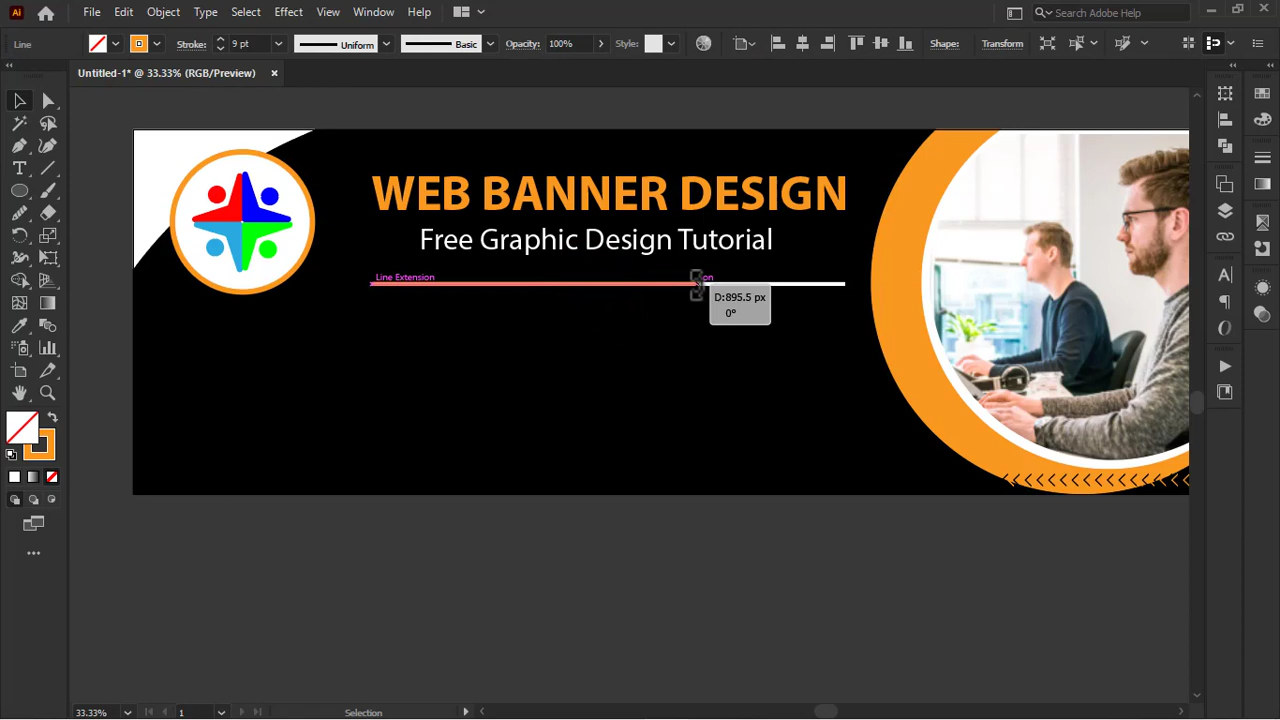 Ai File Edit Object Type Select Effect View Window Help Search Adobe Help
Line Stroke: 9 pt Uniform Basic Opacity: 100% Style: Shape: Transform
Untitled-1* @ 33.33% (RGB/Preview)
WEB BANNER DESIGN
Free Graphic Design Tutorial
Line Extension on
D:895.5 px
0°
33.33% 1 Selection